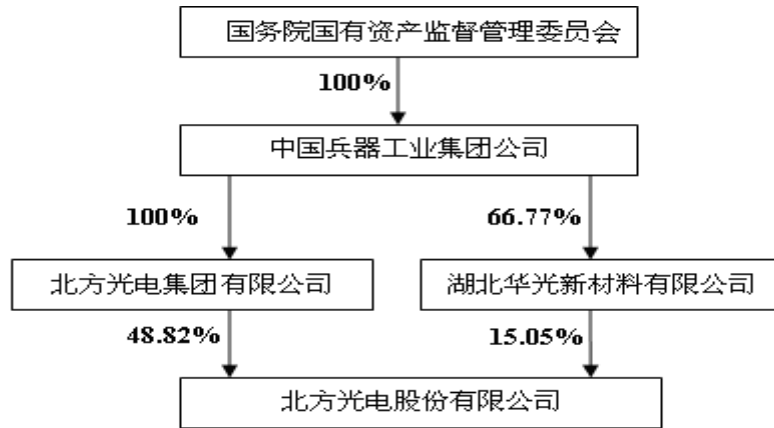 国务院国有资产监督管理委员会
100%
中国兵器工业集团公司
100%
66.77%
北方光电集团有限公司
湖北华光新材料有限公司
48.82%
15.05%
北方光电股份有限公司